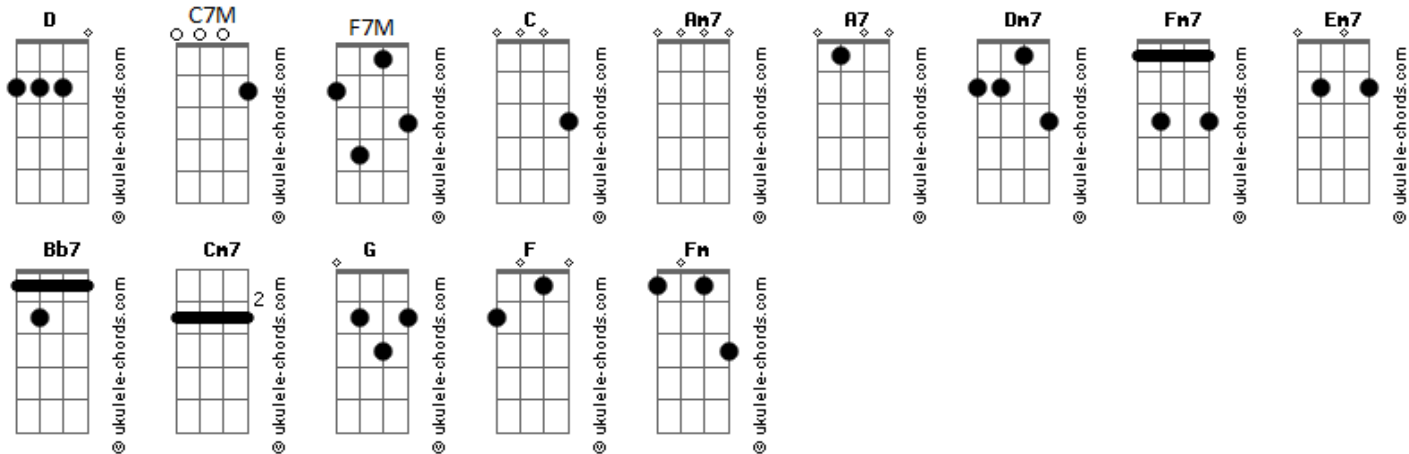 D C7M F7M C Am7 A7 Dm7 Fm7 Em7
© ukulele-chords.com © ukulele-chords.com © ukulele-chords.com © ukulele-chords.com © ukulele-chords.com © ukulele-chords.com © ukulele-chords.com © ukulele-chords.com © ukulele-chords.com
Bb7 Cm7 G F Fm
2
© ukulele-chords.com © ukulele-chords.com © ukulele-chords.com © ukulele-chords.com © ukulele-chords.com